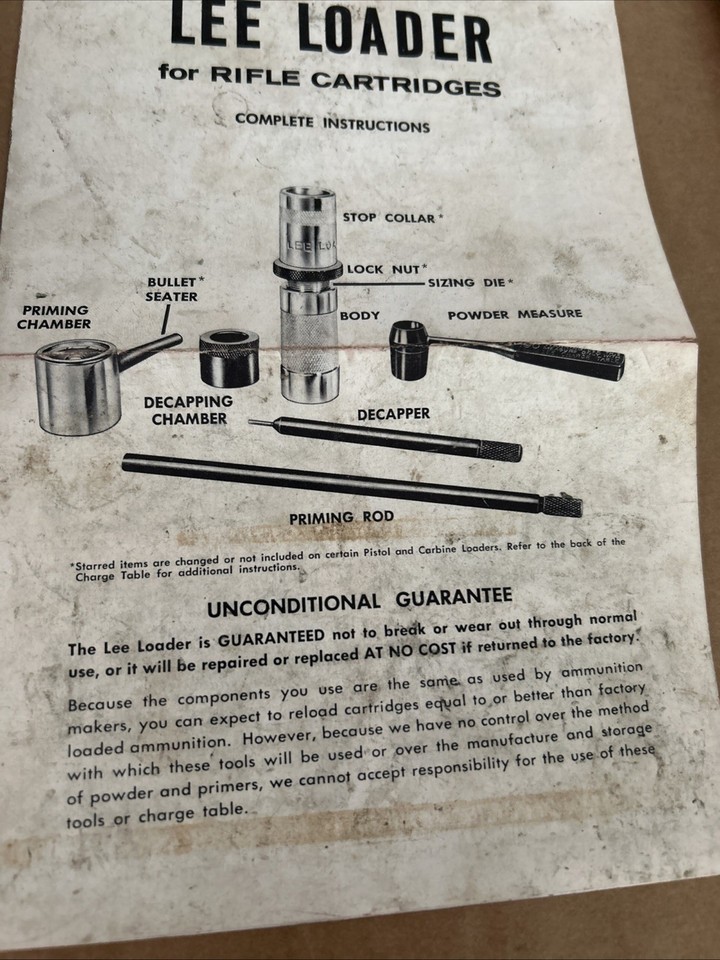 LEE LOADER
for RIFLE CARTRIDGES
COMPLETE INSTRUCTIONS
STOP COLLAR*
LEE LO
LOCK NUT*
SIZING DIE*
BULLET*
SEATER
PRIMING
CHAMBER
BODY
POWDER MEASURE
DECAPPING
CHAMBER
DECAPPER
PRIMING ROD
*Starred items are changed or not included on certain Pistol and Carbine Loaders. Refer to the back of the
Charge Table for additional instructions.
UNCONDITIONAL GUARANTEE
The Lee Loader is GUARANTEED not to break or wear out through normal
use, or it will be repaired or replaced AT NO COST if returned to the factory.
Because the components you use are the same as used by ammunition
makers, you can expect to reload cartridges equal to or better than factory
loaded ammunition. However, because we have no control over the method
with which these tools will be used or over the manufacture and storage
of powder and primers, we cannot accept responsibility for the use of these
tools or charge table.